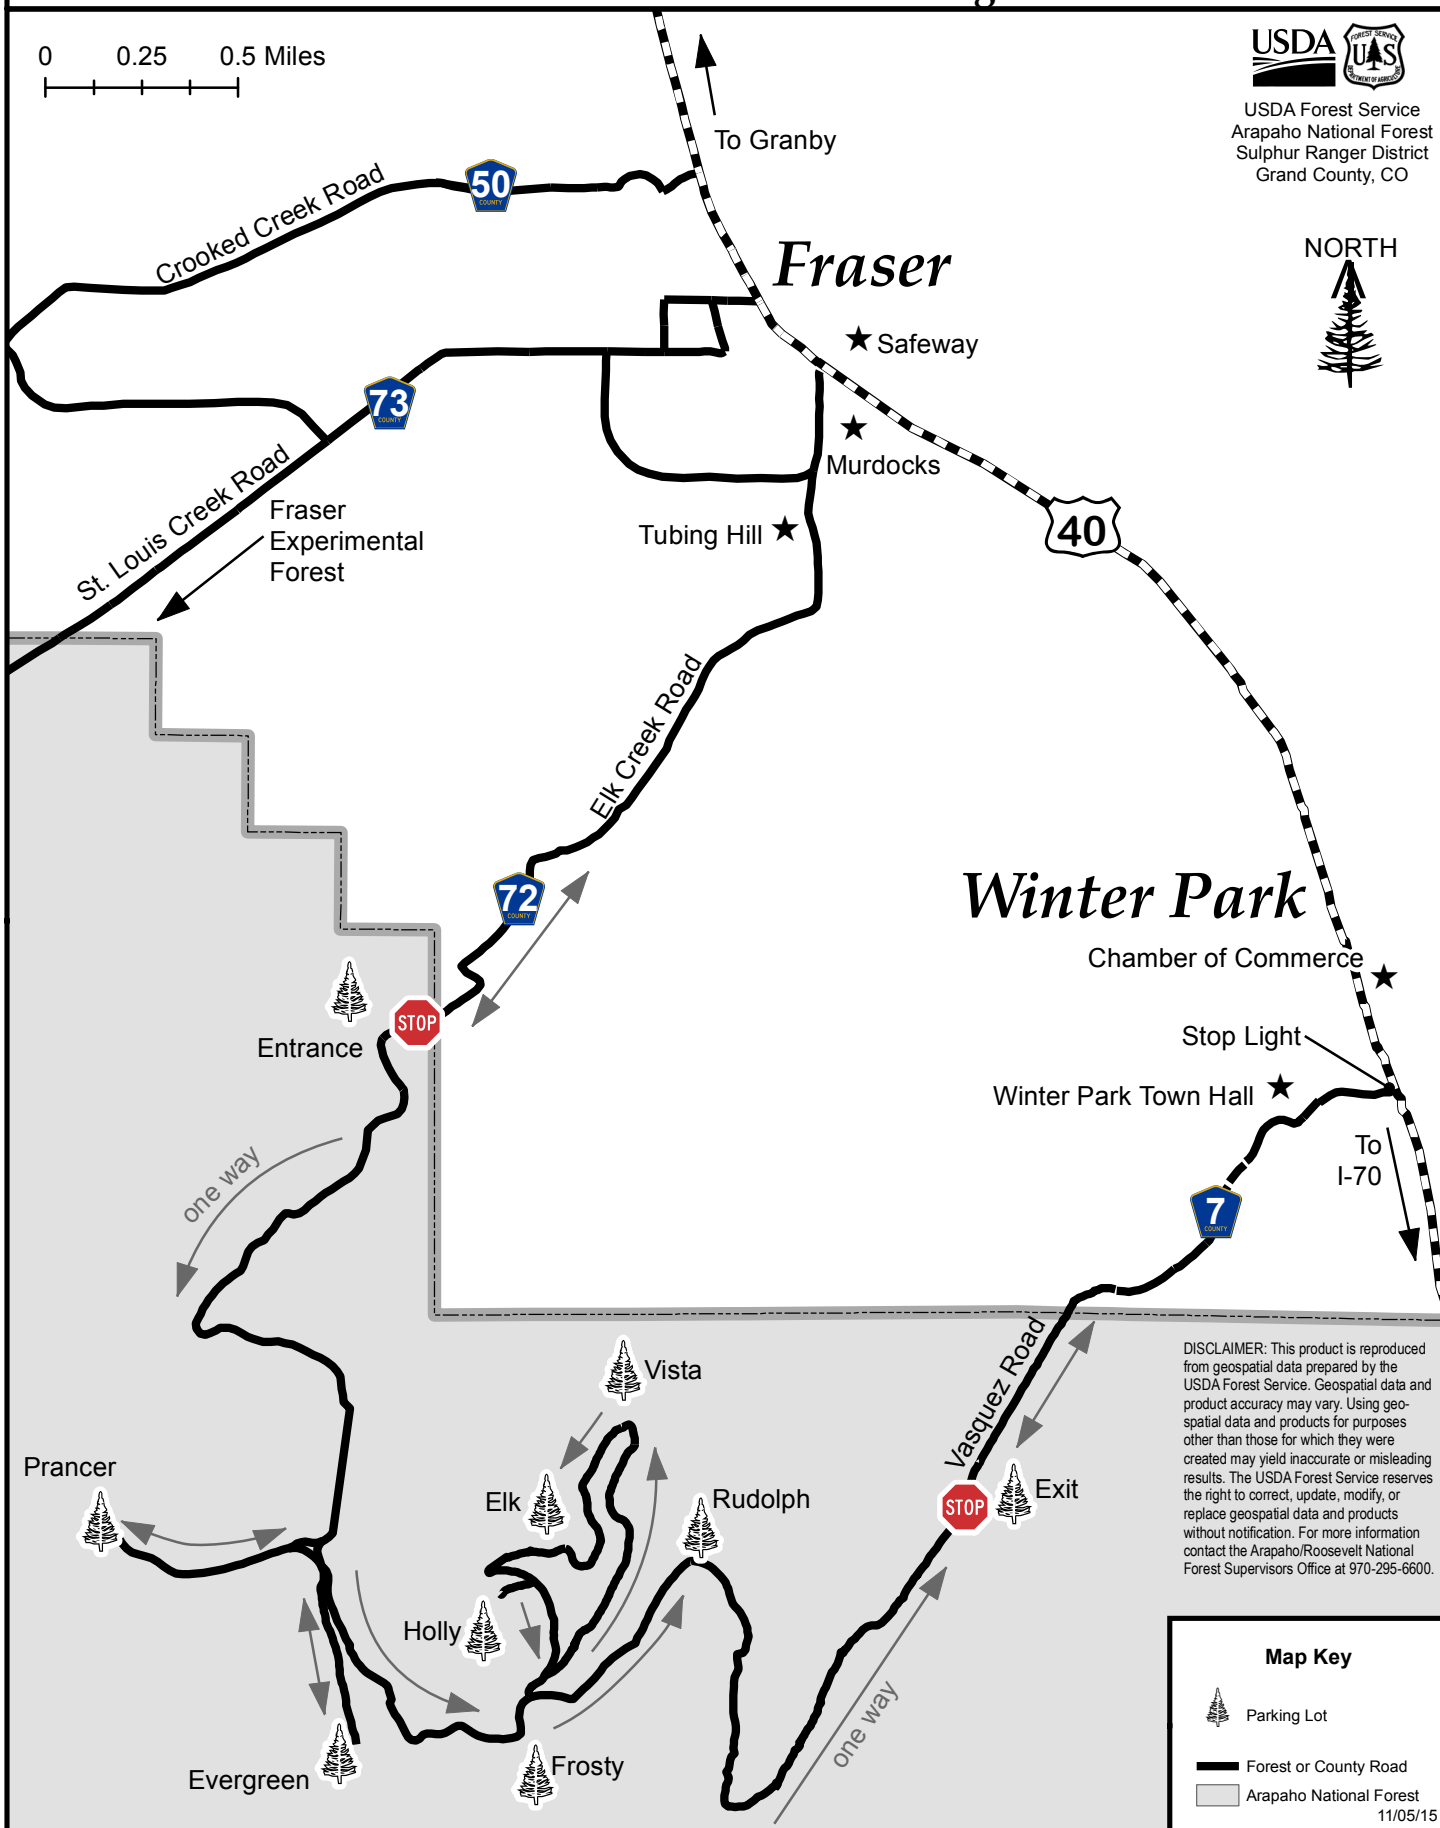 0 0.25 0.5 Miles
USDA
FOREST SERVICE
US
DEPARTMENT OF AGRICULTURE
USDA Forest Service
Arapaho National Forest
Sulphur Ranger District
Grand County, CO
To Granby
50
COUNTY
Crooked Creek Road
NORTH
Fraser
Safeway
73
COUNTY
Murdocks
St. Louis Creek Road
Fraser
Experimental
Forest
Tubing Hill
40
Elk Creek Road
72
COUNTY
Winter Park
Chamber of Commerce
STOP
Entrance
Stop Light
Winter Park Town Hall
To
I-70
one way
7
COUNTY
Vasquez Road
Vista
Prancer
Elk
Rudolph
STOP
Exit
Holly
one way
Evergreen
Frosty
DISCLAIMER: This product is reproduced
from geospatial data prepared by the
USDA Forest Service. Geospatial data and
product accuracy may vary. Using geo-
spatial data and products for purposes
other than those for which they were
created may yield inaccurate or misleading
results. The USDA Forest Service reserves
the right to correct, update, modify, or
replace geospatial data and products
without notification. For more information
contact the Arapaho/Roosevelt National
Forest Supervisors Office at 970-295-6600.
Map Key
Parking Lot
Forest or County Road
Arapaho National Forest
11/05/15